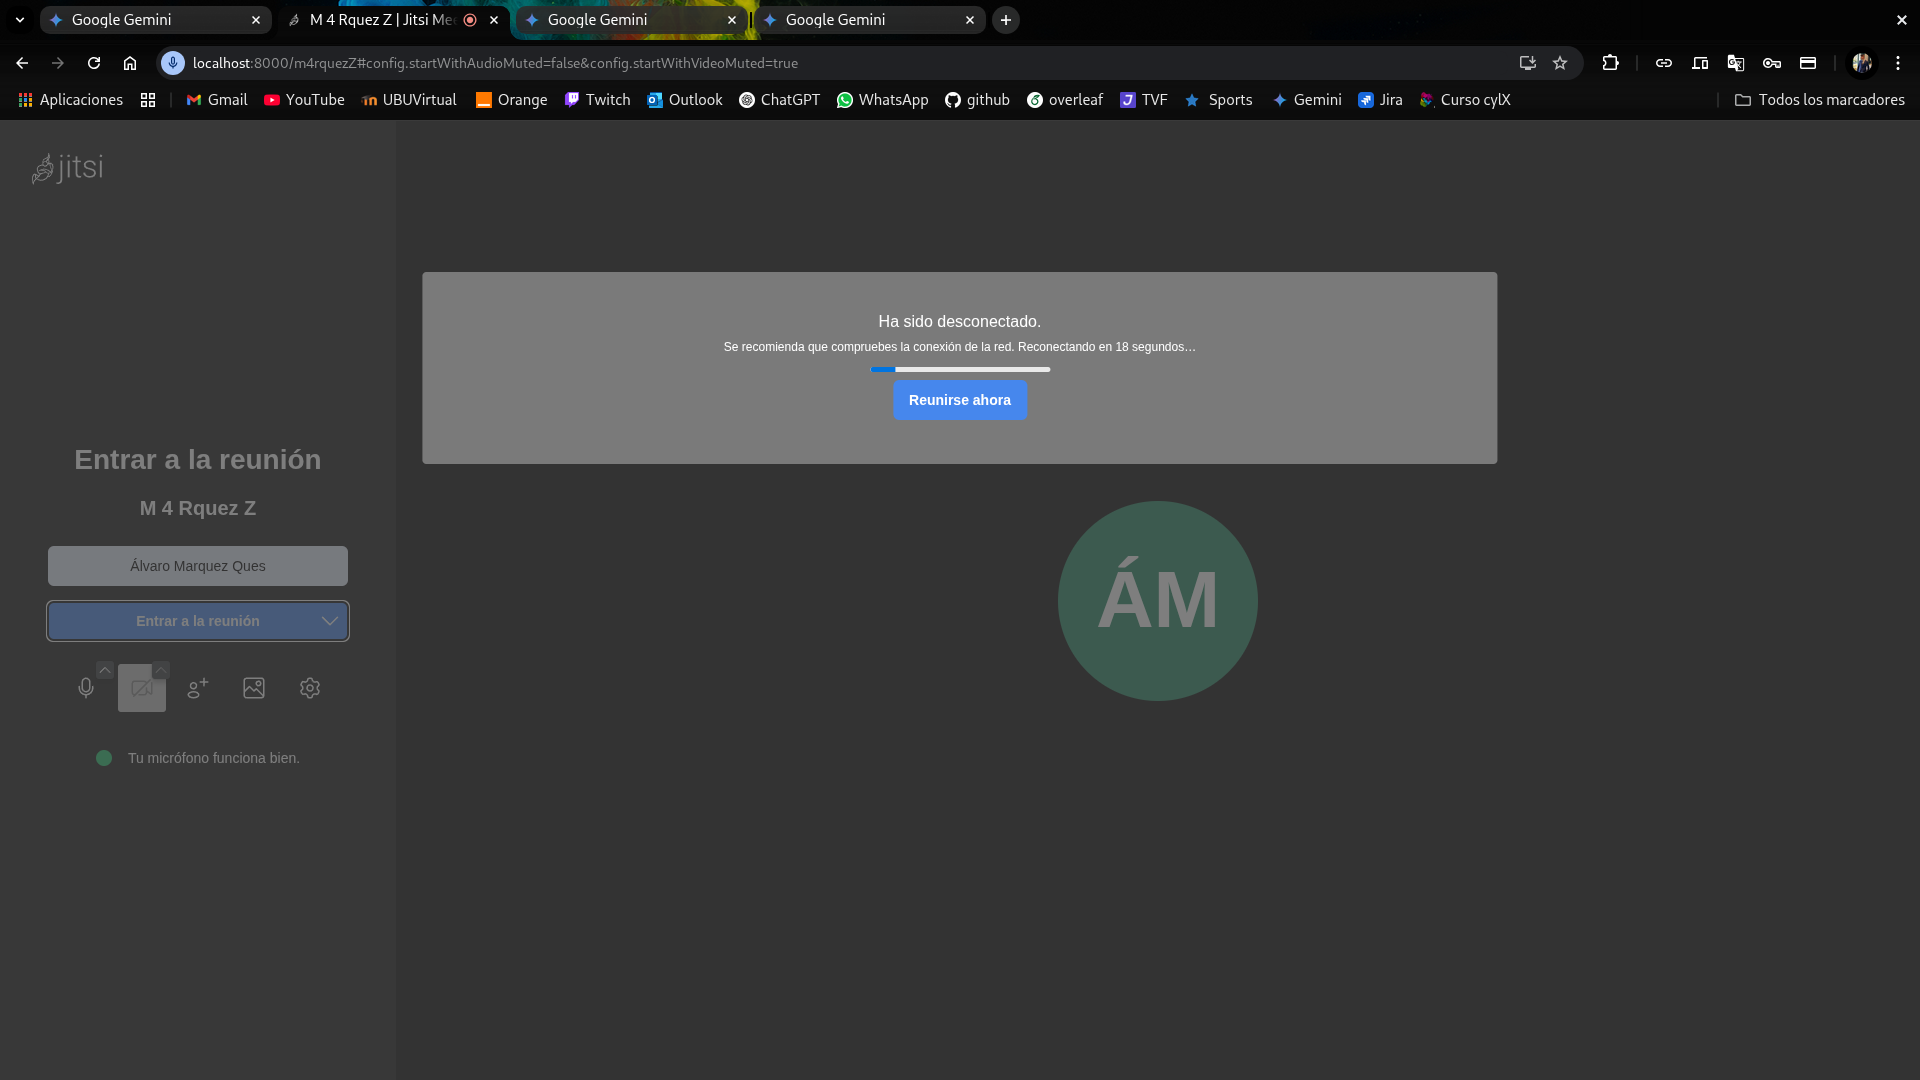 Google Gemini
M 4 Rquez Z | Jitsi Mee
Google Gemini
Google Gemini
localhost:8000/m4rquezZ#config.startWithAudioMuted=false&config.startWithVideoMuted=true
Aplicaciones
Gmail
YouTube
UBUVirtual
Orange
Twitch
Outlook
ChatGPT
WhatsApp
github
overleaf
TVF
Sports
Gemini
Jira
Curso cylX
Todos los marcadores
jitsi
Ha sido desconectado.
Se recomienda que compruebes la conexión de la red. Reconectando en 18 segundos…
Reunirse ahora
Entrar a la reunión
M 4 Rquez Z
Álvaro Marquez Ques
Entrar a la reunión
Tu micrófono funciona bien.
ÁM